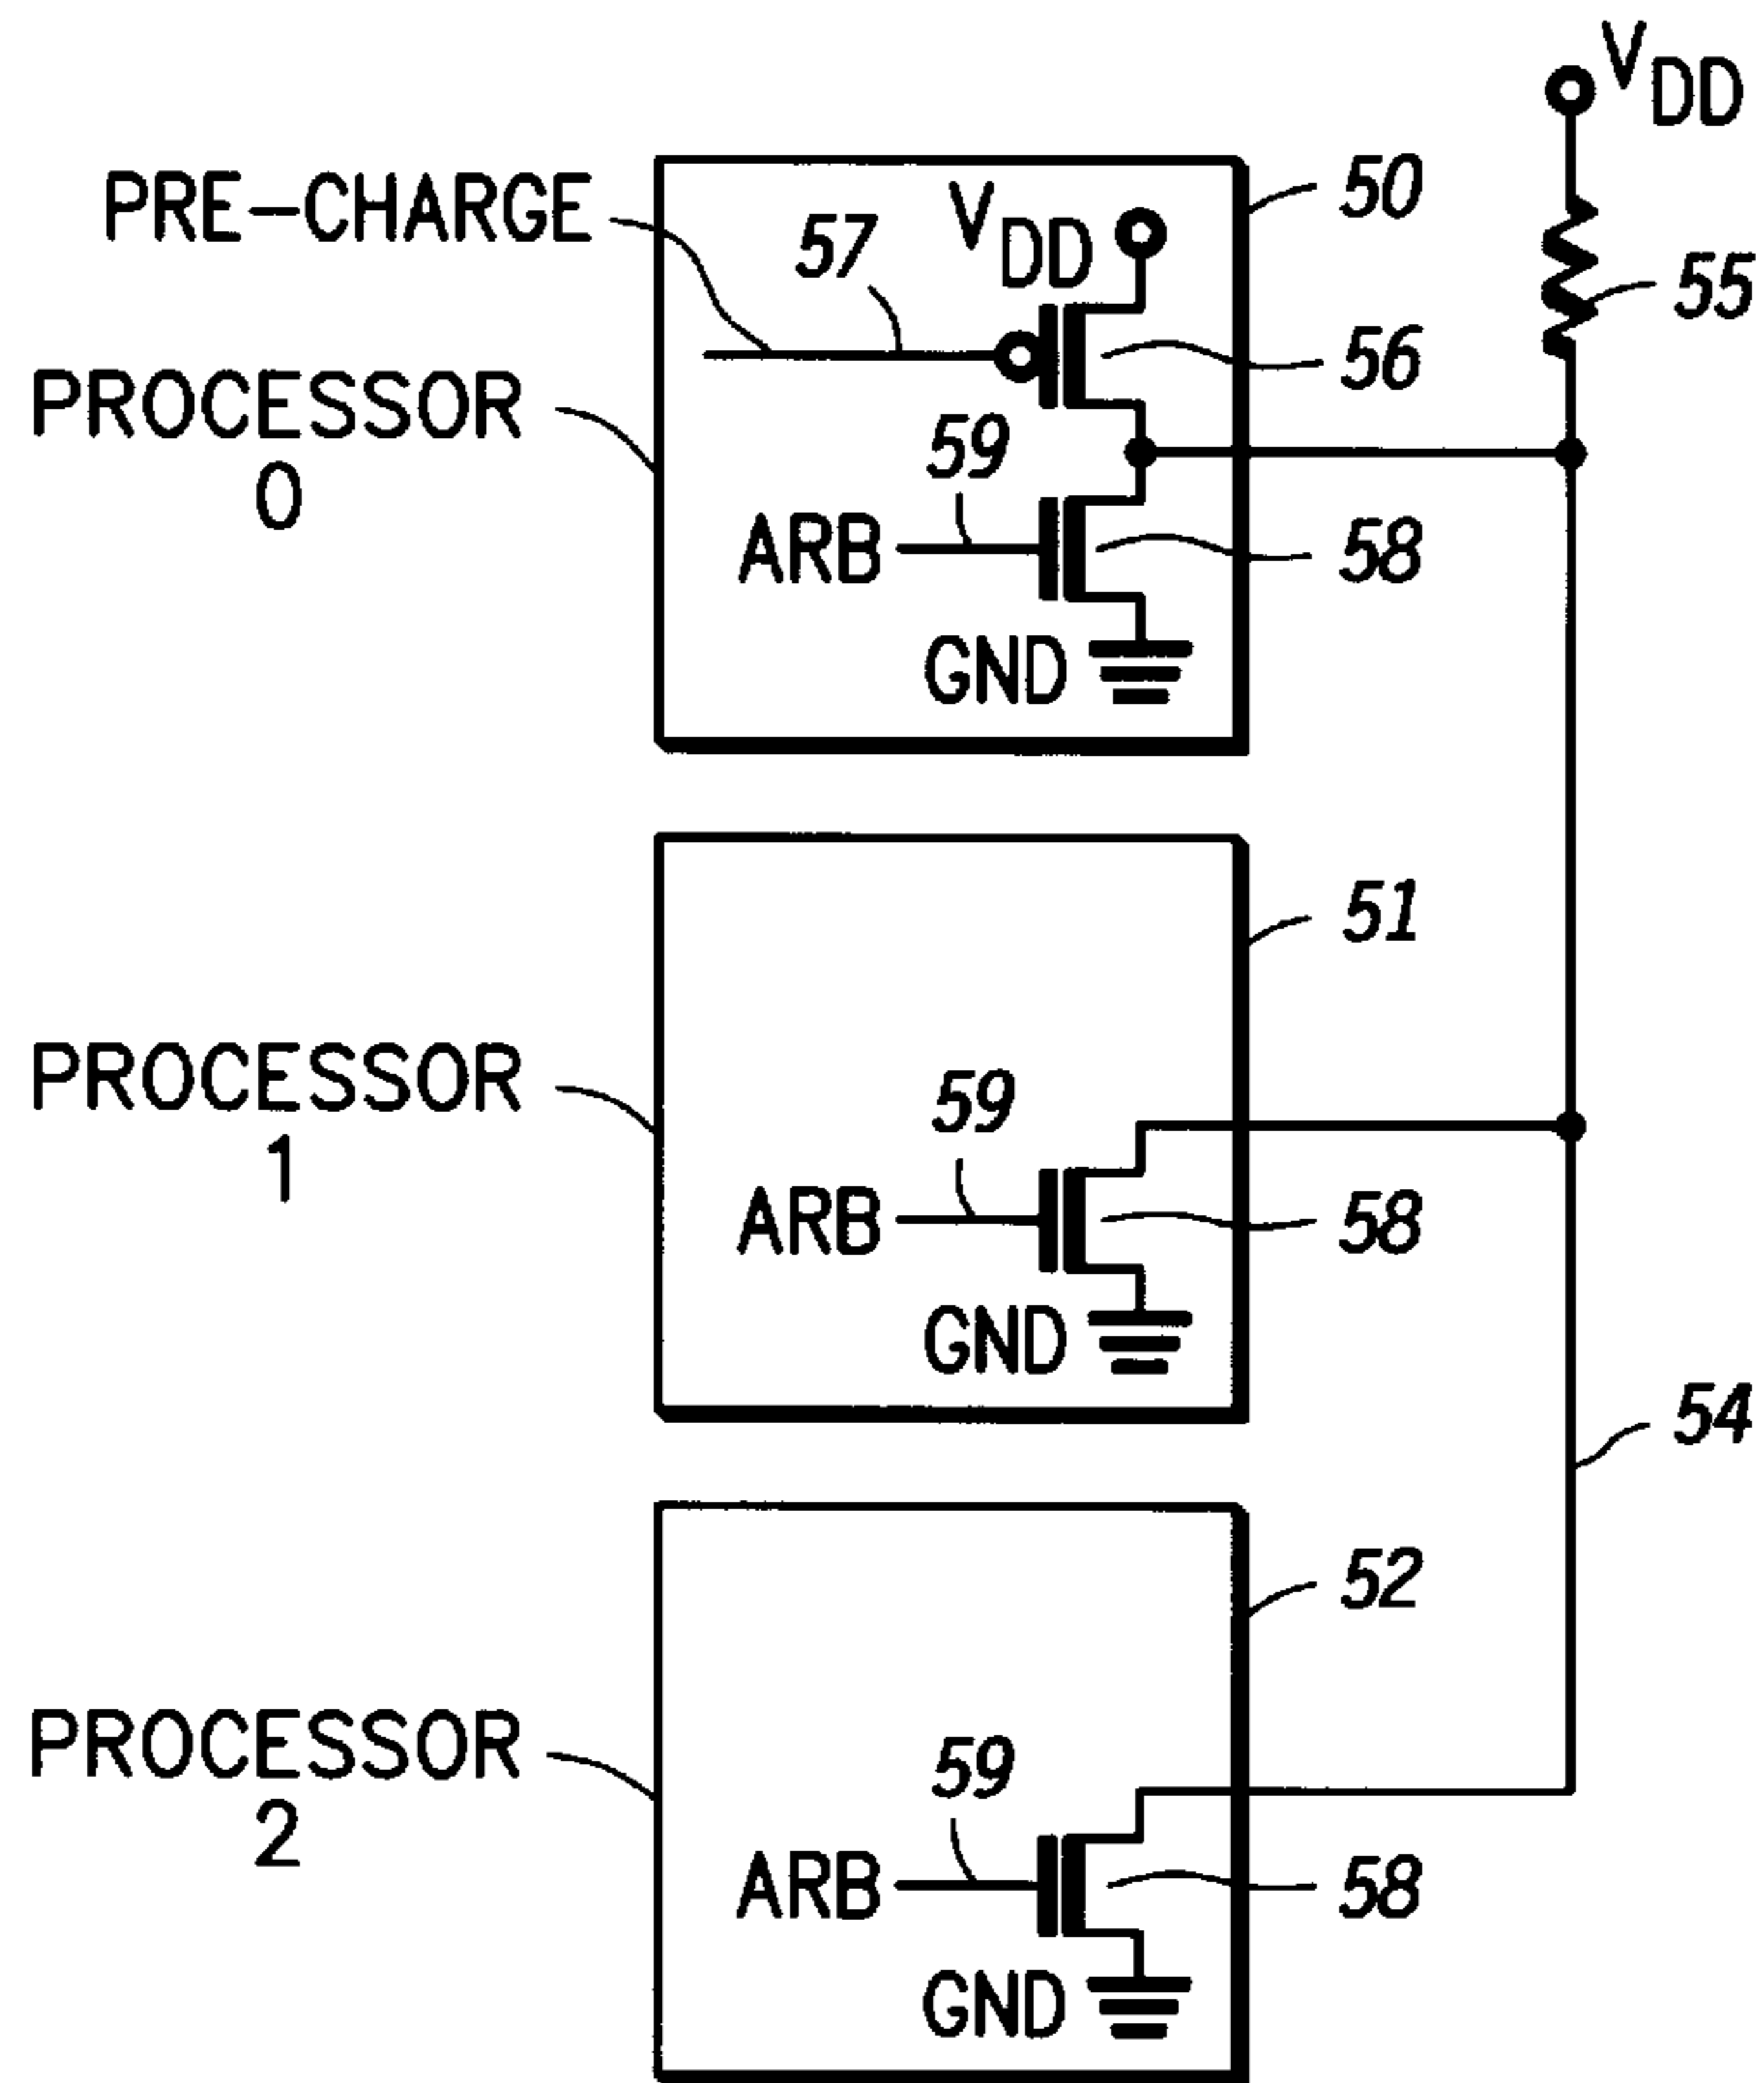 VDD
50
PRE-CHARGE
57
VDD
55
56
PROCESSOR
0
59
ARB
58
GND
51
PROCESSOR
1
59
ARB
58
GND
54
52
PROCESSOR
2
59
ARB
58
GND